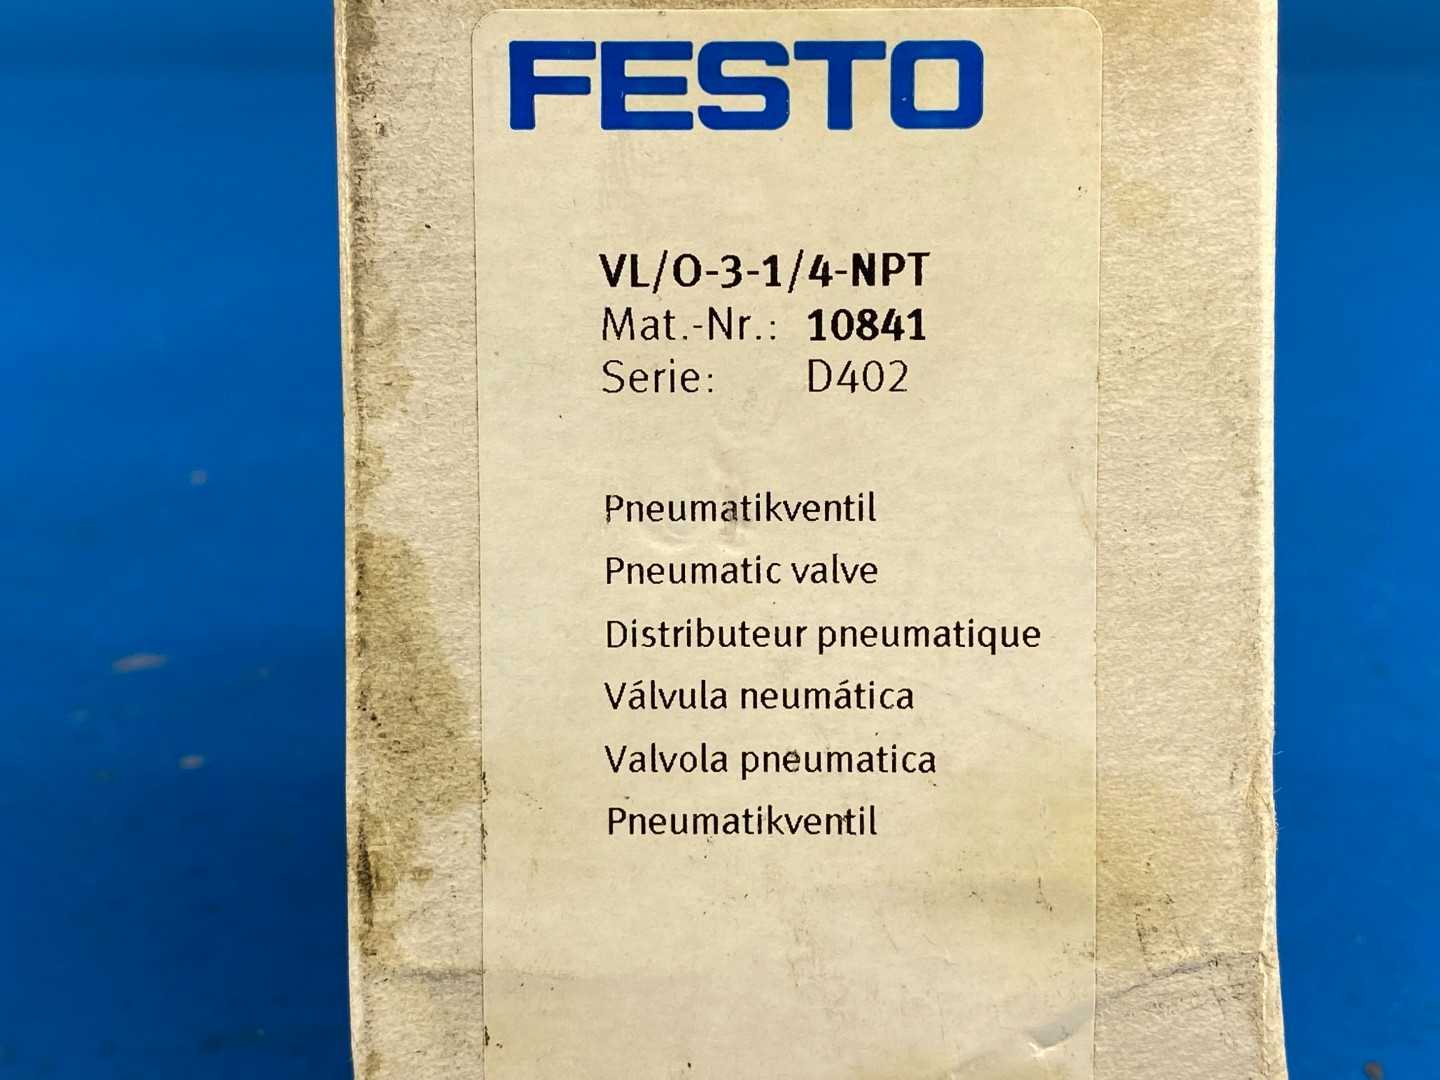 FESTO
VL/O-3-1/4-NPT
Mat.-Nr.: 10841
Serie: D402
Pneumatikventil
Pneumatic valve
Distributeur pneumatique
Válvula neumática
Valvola pneumatica
Pneumatikventil